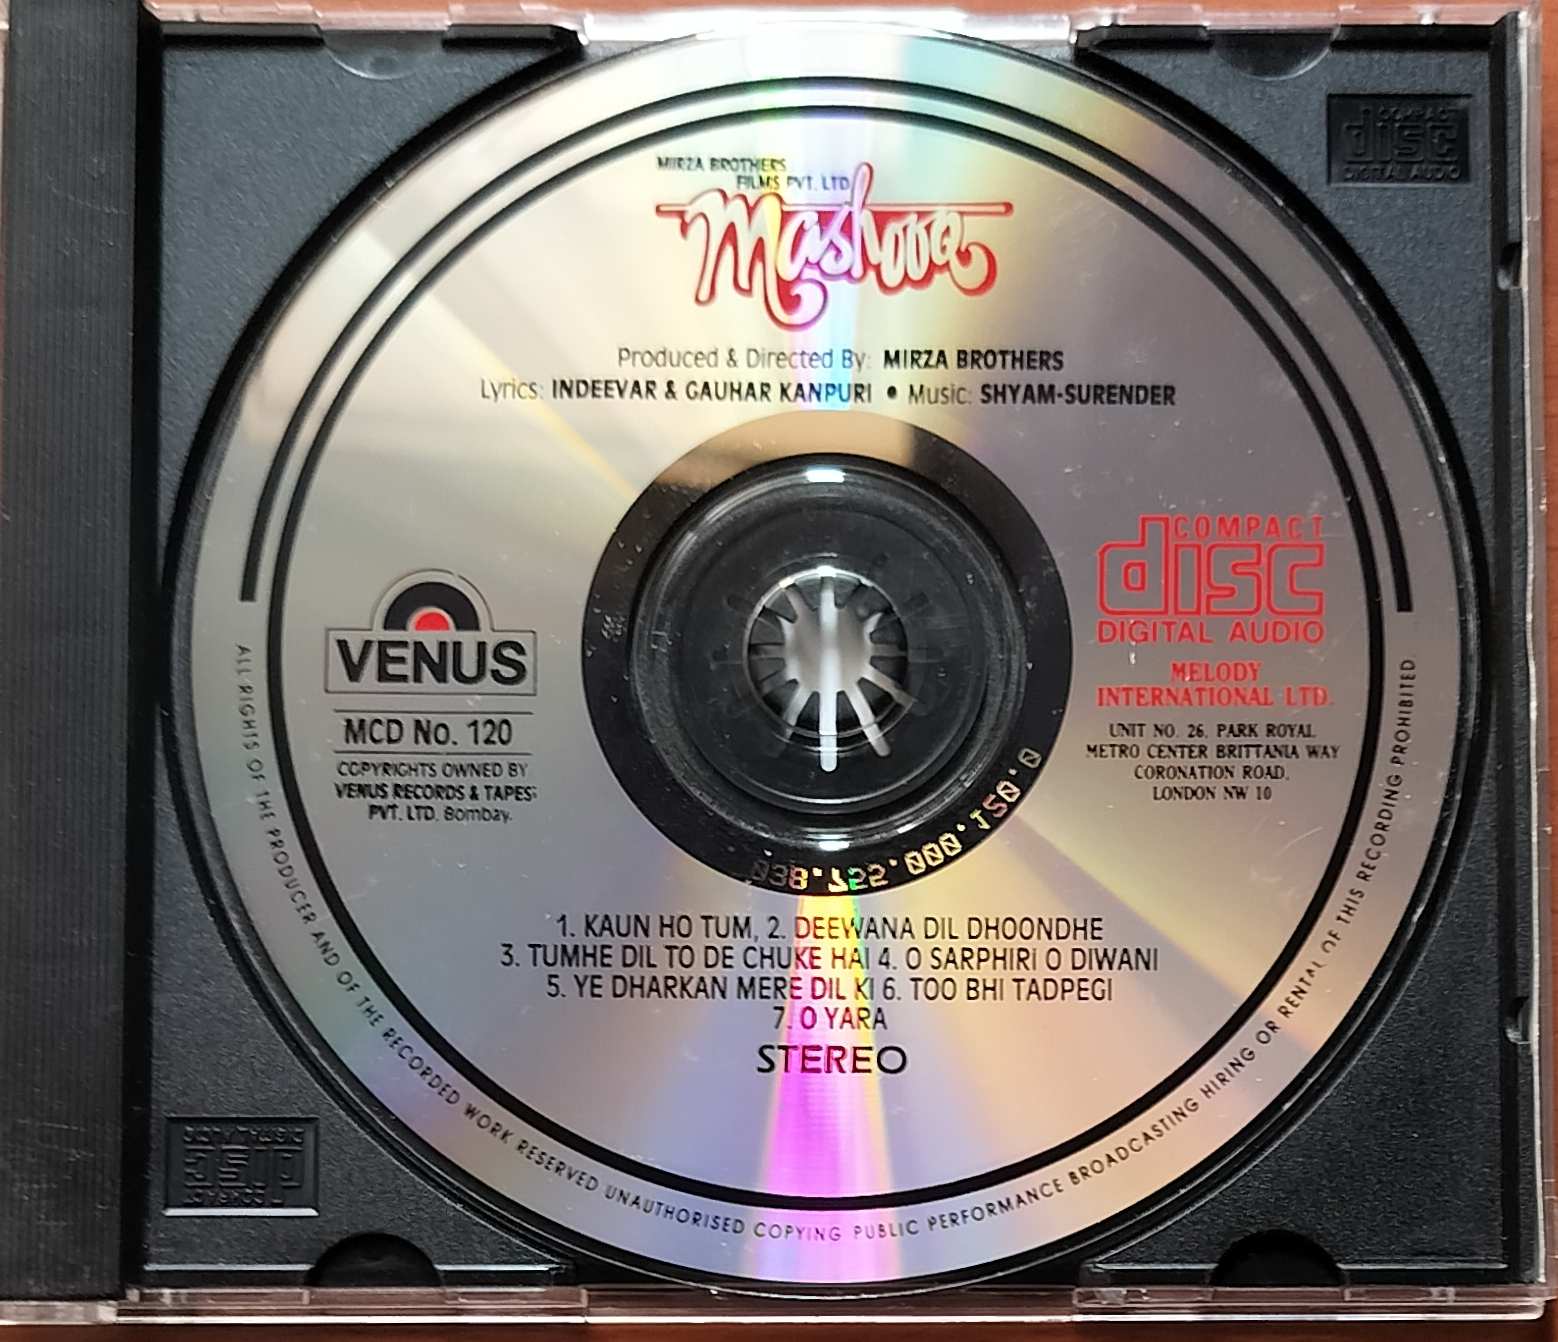 COMPACT
disc
DIGITAL AUDIO
MIRZA BROTHERS
FILMS PVT. LTD
Mashooq
Produced & Directed By: MIRZA BROTHERS
Lyrics: INDEEVAR & GAUHAR KANPURI • Music: SHYAM-SURENDER
VENUS
MCD No. 120
COPYRIGHTS OWNED BY
VENUS RECORDS & TAPES
PVT. LTD. Bombay.
COMPACT
disc
DIGITAL AUDIO
MELODY
INTERNATIONAL LTD.
UNIT NO. 26, PARK ROYAL
METRO CENTER BRITTANIA WAY
CORONATION ROAD,
LONDON NW 10
1. KAUN HO TUM, 2. DEEWANA DIL DHOONDHE
3. TUMHE DIL TO DE CHUKE HAI 4. O SARPHIRI O DIWANI
5. YE DHARKAN MERE DIL KI 6. TOO BHI TADPEGI
7. O YARA
STEREO
ALL RIGHTS OF THE PRODUCER AND OF THE RECORDED WORK RESERVED UNAUTHORISED COPYING PUBLIC PERFORMANCE BROADCASTING HIRING OR RENTAL OF THIS RECORDING PROHIBITED.
COMPACT
disc
DIGITAL AUDIO